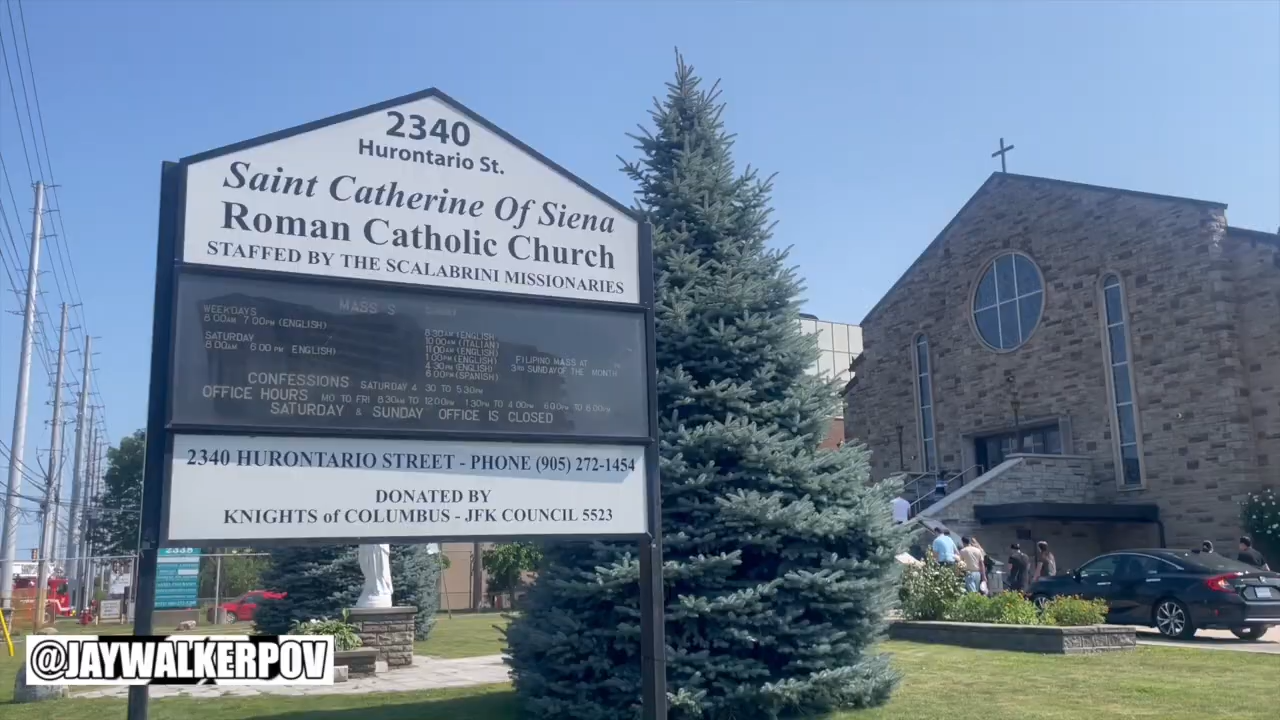 2340
Hurontario St.
Saint Catherine Of Siena
Roman Catholic Church
STAFFED BY THE SCALABRINI MISSIONARIES
MASS S
WEEKDAYS
8:00AM 7:00PM (ENGLISH)
SATURDAY
8:00AM 6:00 PM ENGLISH)
8:30AM (ENGLISH)
10:00AM (ITALIAN)
11:00AM (ENGLISH)
1:00PM (ENGLISH)
4:30PM (ENGLISH)
6:00PM (SPANISH)
FILIPINO MASS AT
3RD SUNDAY OF THE MONTH
CONFESSIONS SATURDAY 4 30 TO 5:30PM
OFFICE HOURS MO TO FRI 8:30AM TO 12:00PM 1:30PM TO 4:00PM 6:00PM TO 8:00PM
SATURDAY & SUNDAY OFFICE IS CLOSED
2340 HURONTARIO STREET - PHONE (905) 272-1454
DONATED BY
KNIGHTS of COLUMBUS - JFK COUNCIL 5523
2335
@JAYWALKERPOV